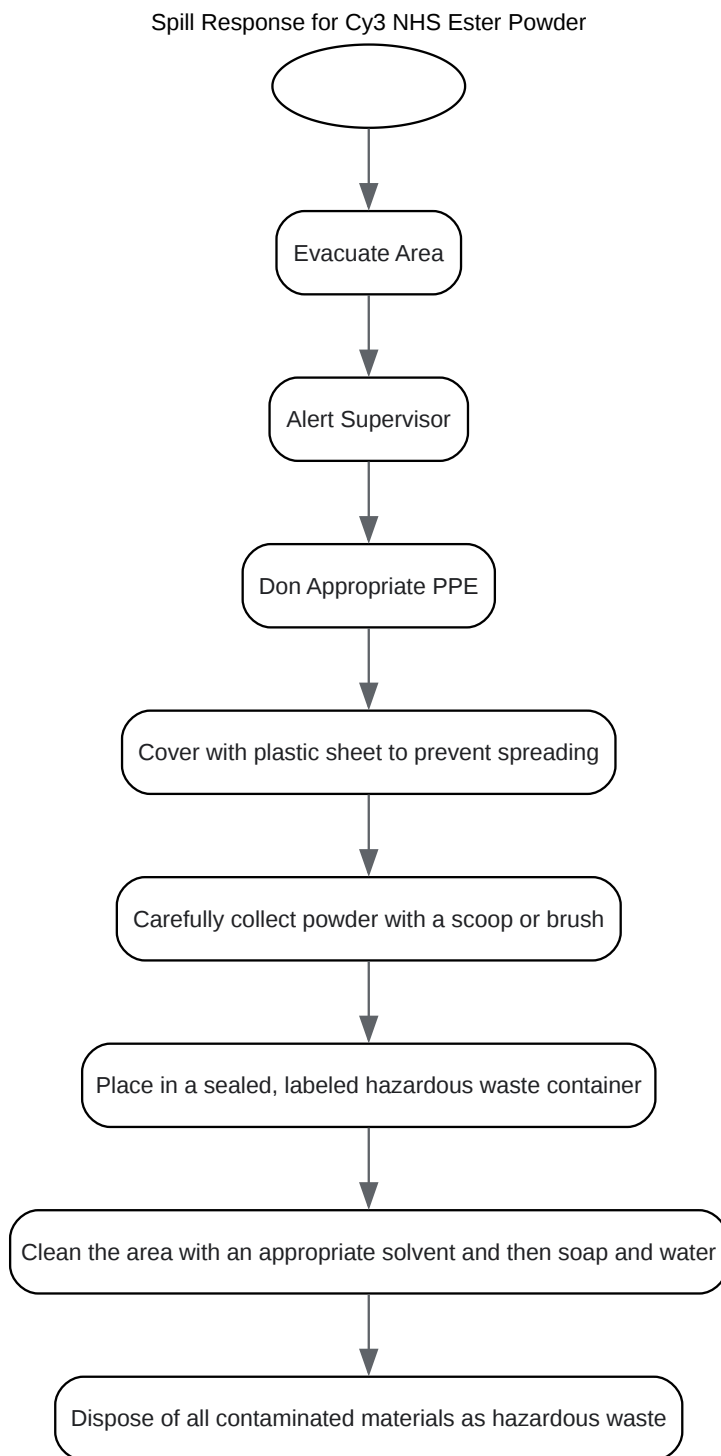 Spill Response for Cy3 NHS Ester Powder
Evacuate Area
Alert Supervisor
Don Appropriate PPE
Cover with plastic sheet to prevent spreading
Carefully collect powder with a scoop or brush
Place in a sealed, labeled hazardous waste container
Clean the area with an appropriate solvent and then soap and water
Dispose of all contaminated materials as hazardous waste